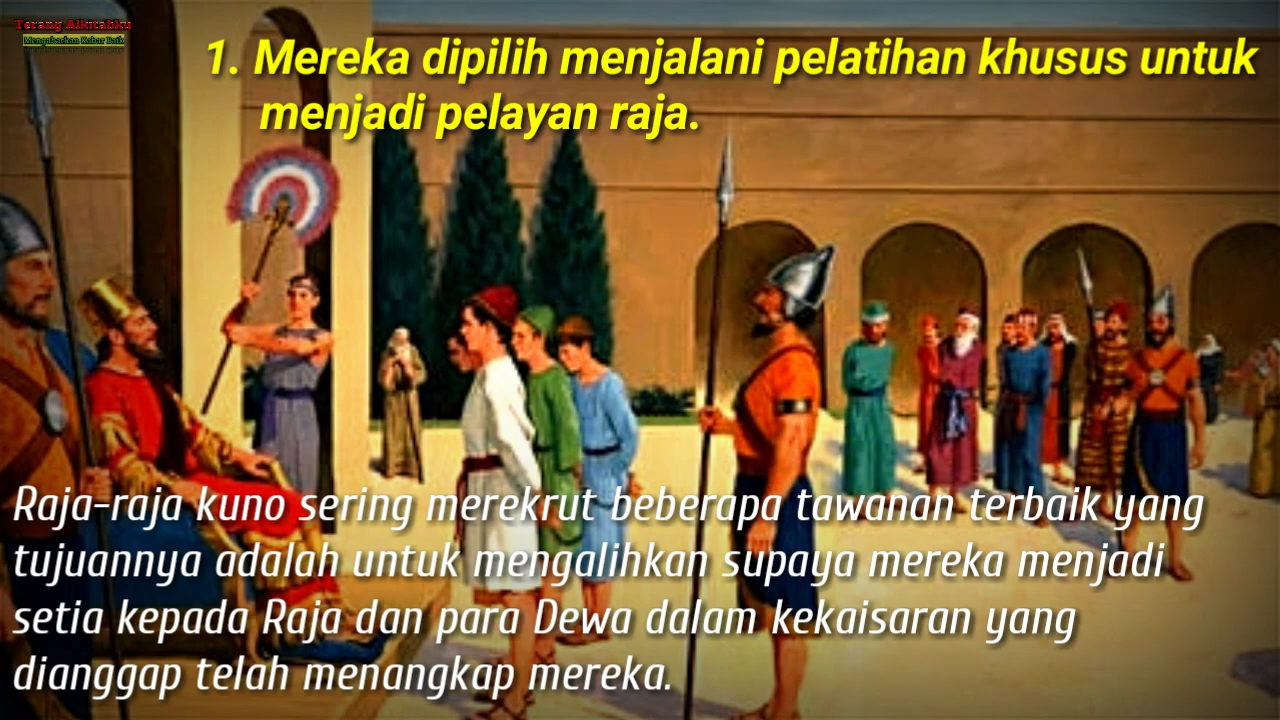 Terang Alkitabku
Mengabarkan Kabar Baik
1. Mereka dipilih menjalani pelatihan khusus untuk
menjadi pelayan raja.
Raja-raja kuno sering merekrut beberapa tawanan terbaik yang
tujuannya adalah untuk mengalihkan supaya mereka menjadi
setia kepada Raja dan para Dewa dalam kekaisaran yang
dianggap telah menangkap mereka.